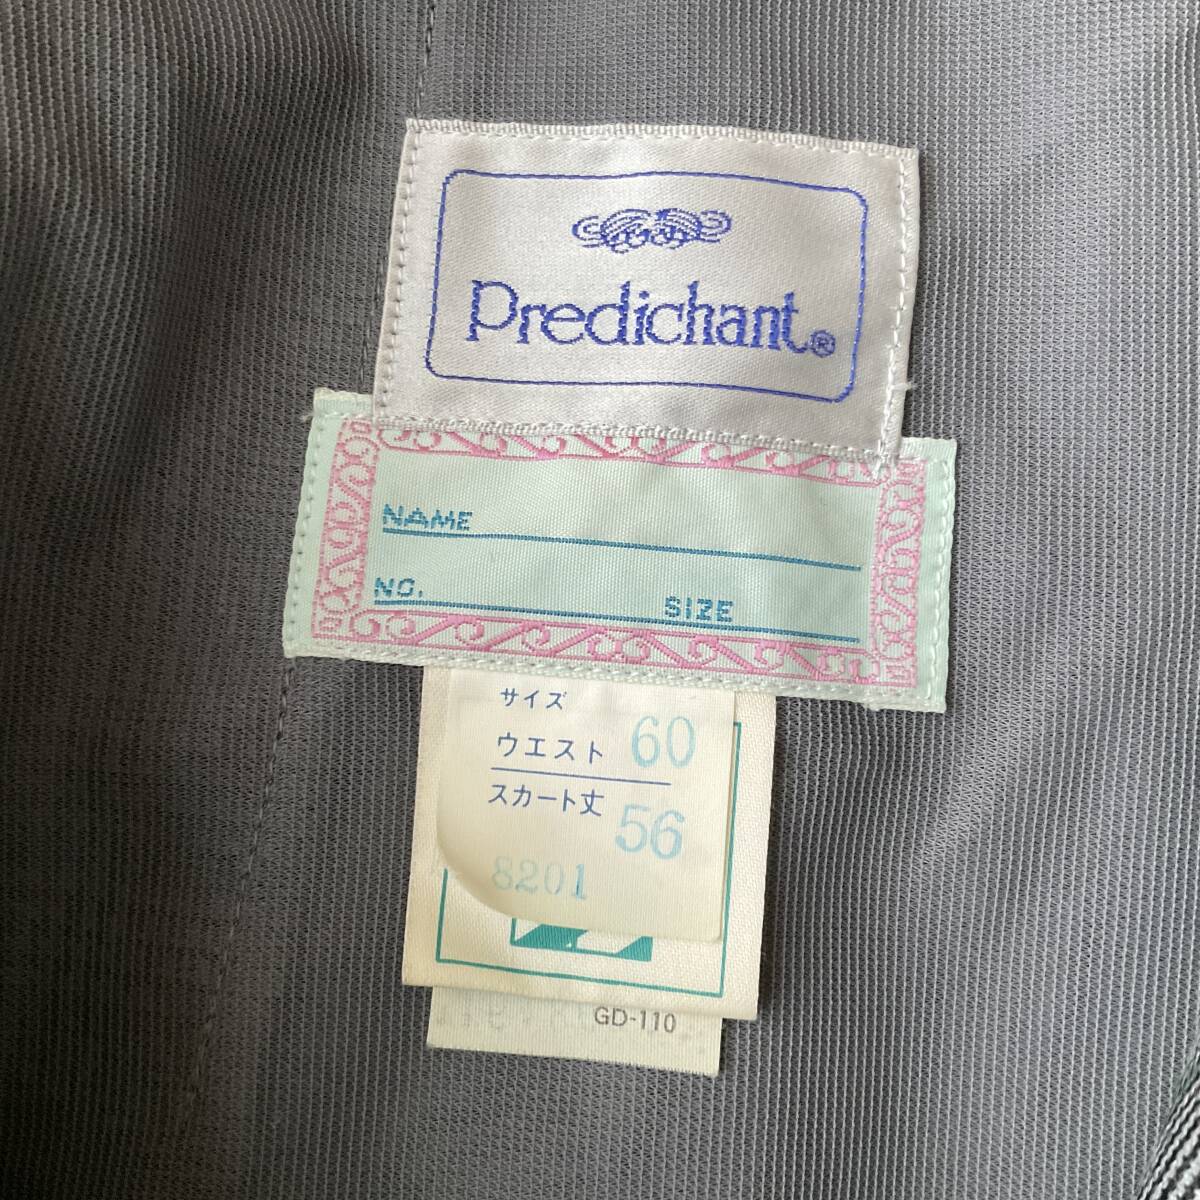 Predichant®
NAME
NO. SIZE
サイズ
ウエスト 60
スカート丈 56
8201
GD-110